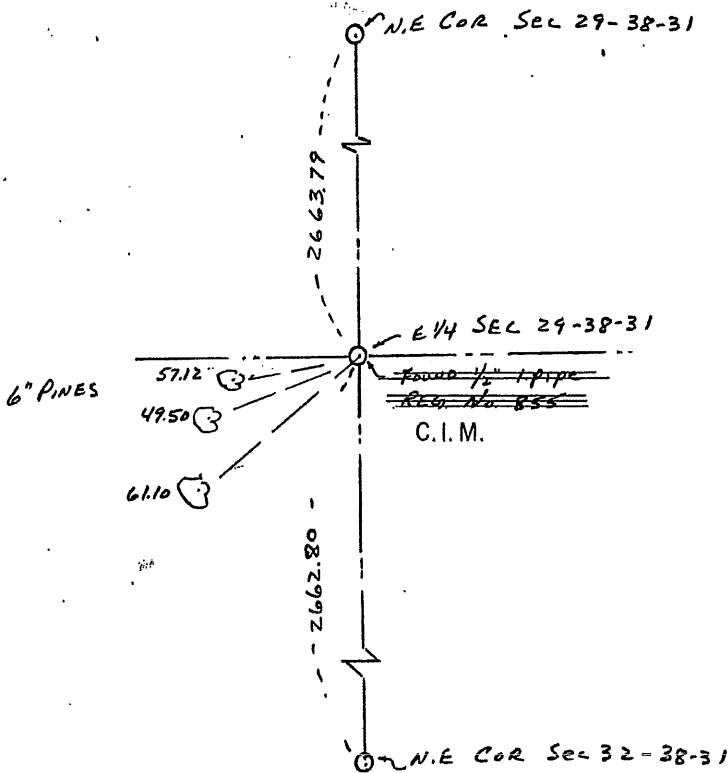 N.E COR SEC 29-38-31
2663.79
E 1/4 SEC 29-38-31
57.12
Found 1/2" I.pipe
6" PINES
REG. No. 855
49.50
C.I.M.
61.10
2662.80
N.E COR SEC 32-38-31